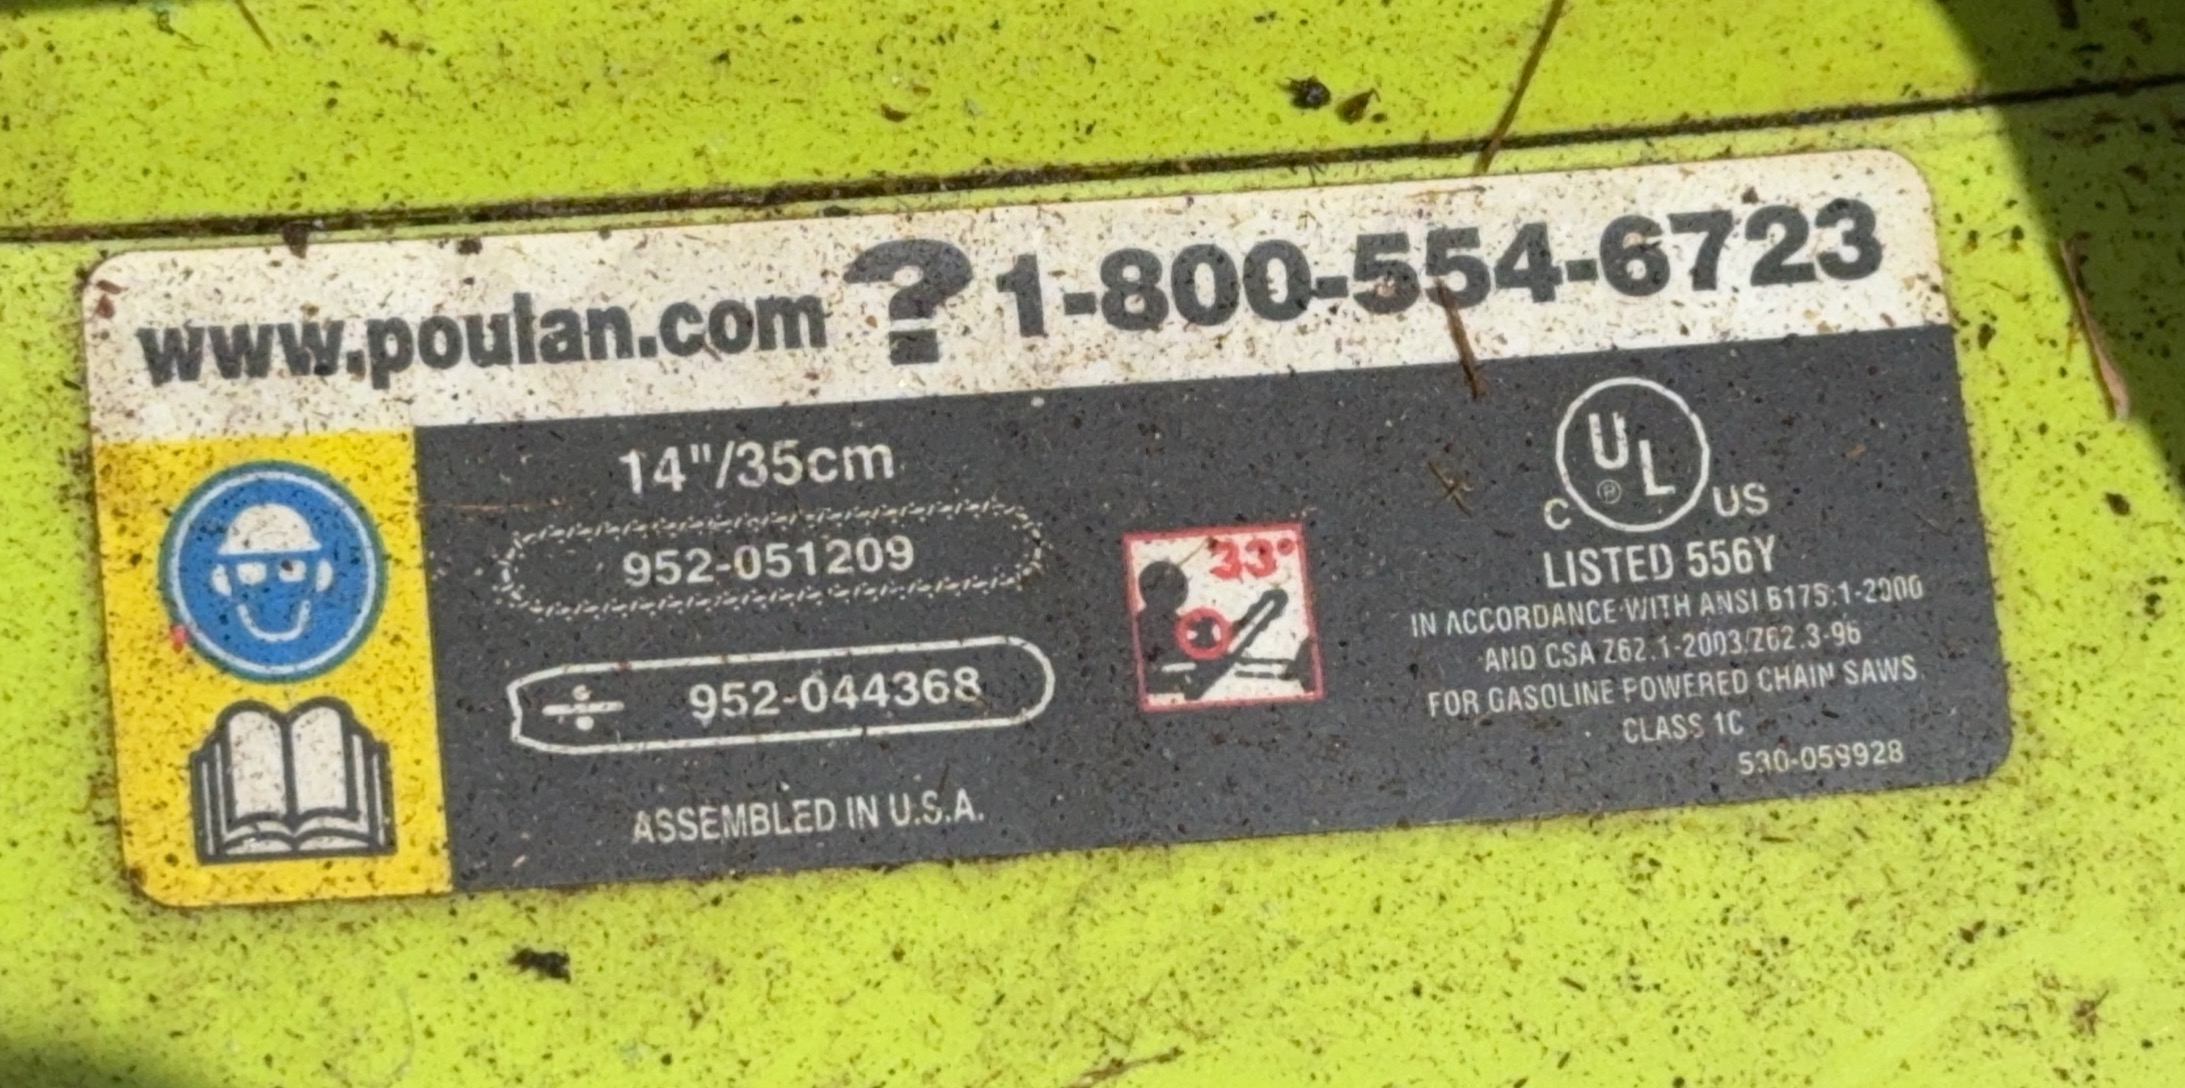 www.poulan.com ? 1-800-554-6723
14"/35cm
952-051209
952-044368
ASSEMBLED IN U.S.A.
33°
UL
®
C US
LISTED 556Y
IN ACCORDANCE WITH ANSI B175.1-2000
AND CSA Z62.1-2003/Z62.3-96
FOR GASOLINE POWERED CHAIN SAWS
CLASS 1C
530-059928